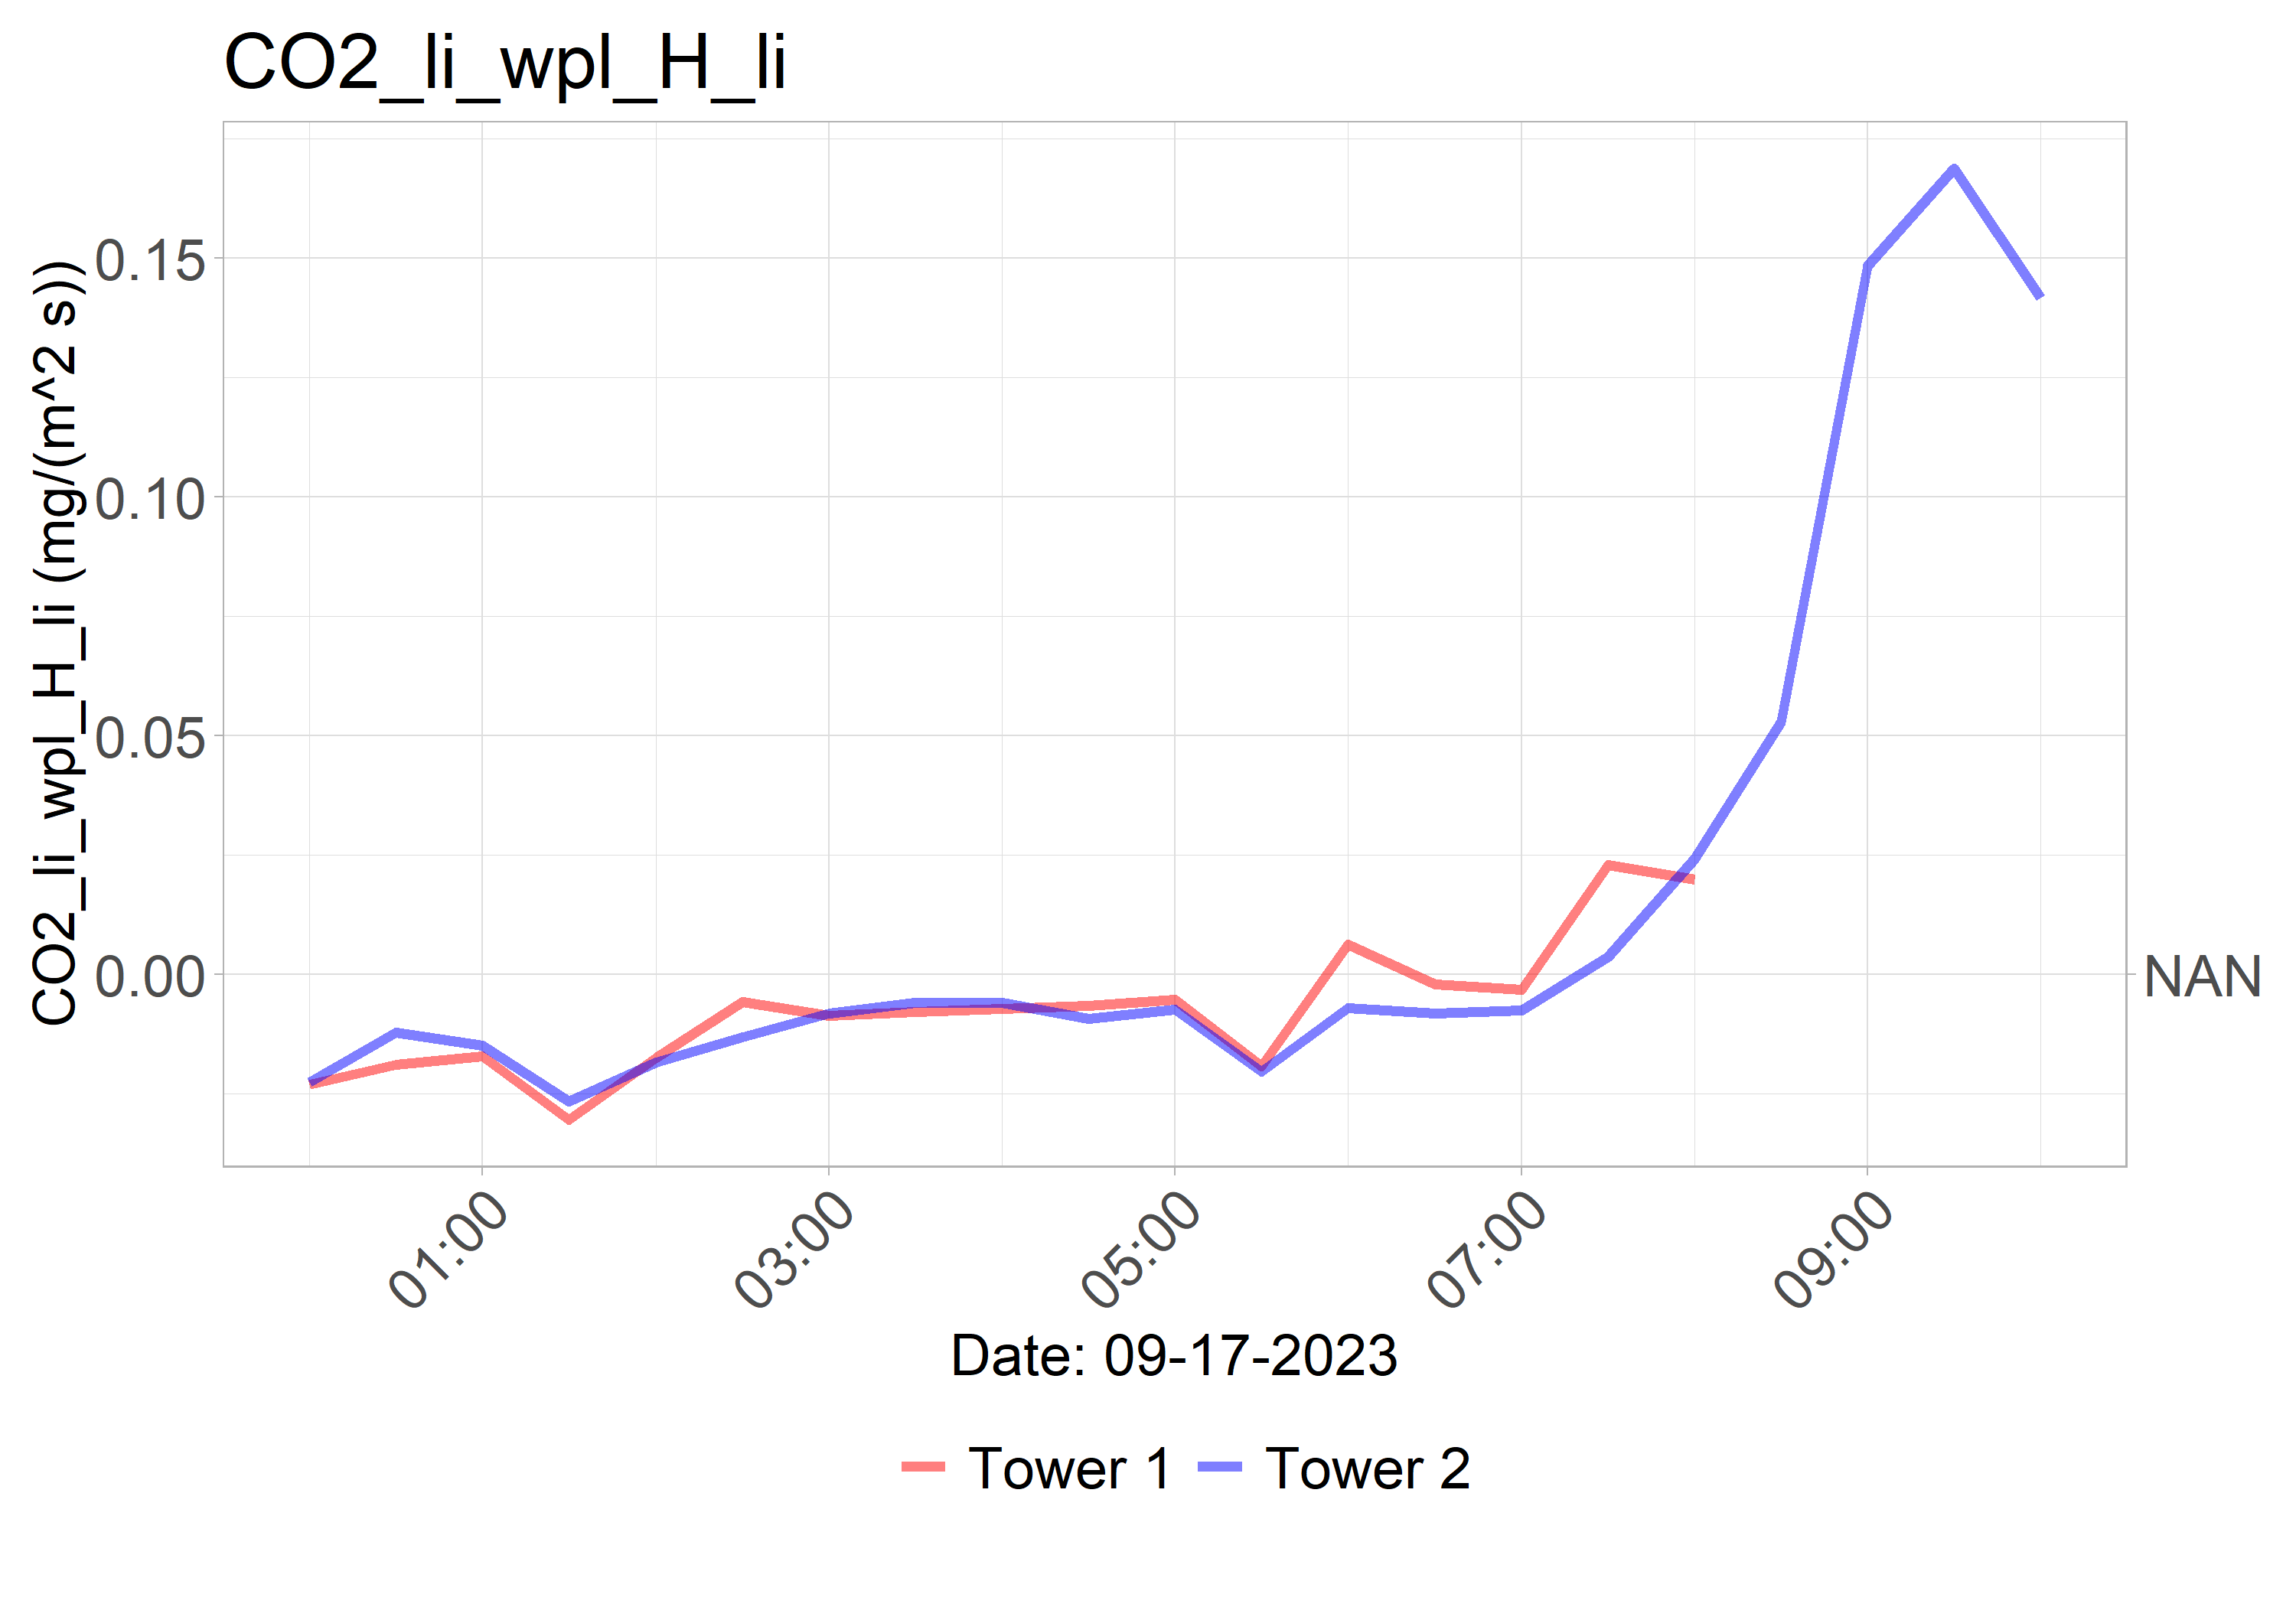 CO2_li_wpl_H_li
CO2_li_wpl_H_li (mg/(m^2 s))
0.15
0.10
0.05
0.00
NAN
01:00
03:00
05:00
07:00
09:00
Date: 09-17-2023
Tower 1
Tower 2